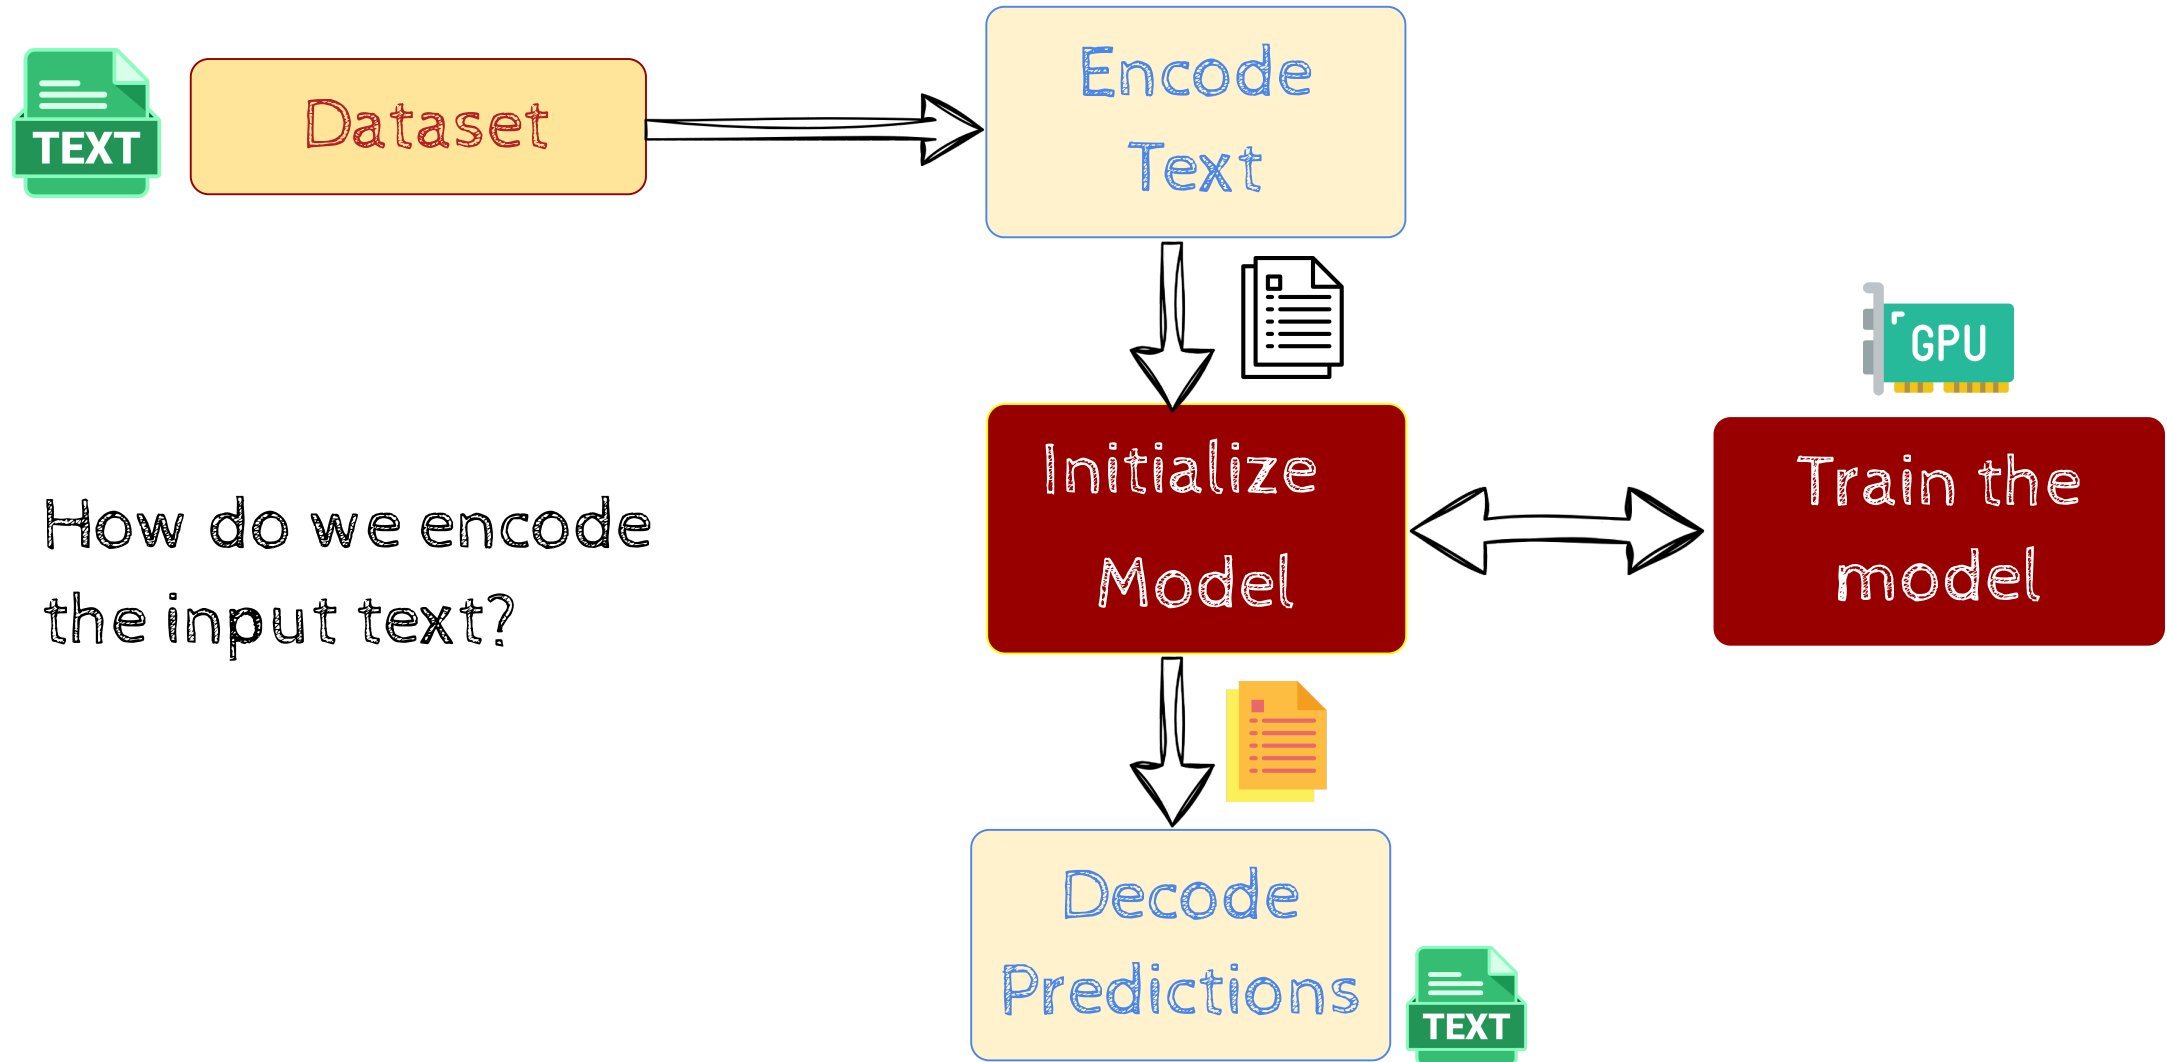 TEXT
Dataset
Encode
Text
GPU
Initialize
Model
Train the
model
How do we encode
the input text?
Decode
Predictions
TEXT